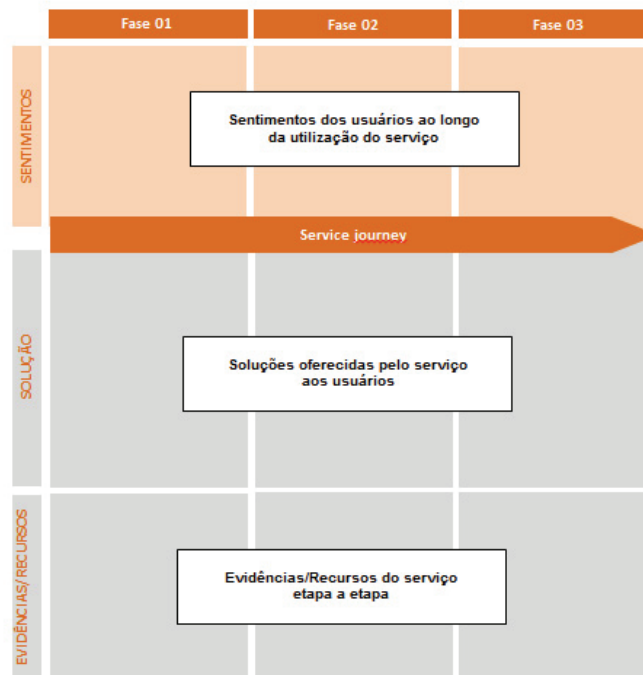 Fase 01
Fase 02
Fase 03
SENTIMENTOS
Sentimentos dos usuários ao longo
da utilização do serviço
Service journey
SOLUÇÃO
Soluções oferecidas pelo serviço
aos usuários
EVIDÊNCIAS/RECURSOS
Evidências/Recursos do serviço
etapa a etapa